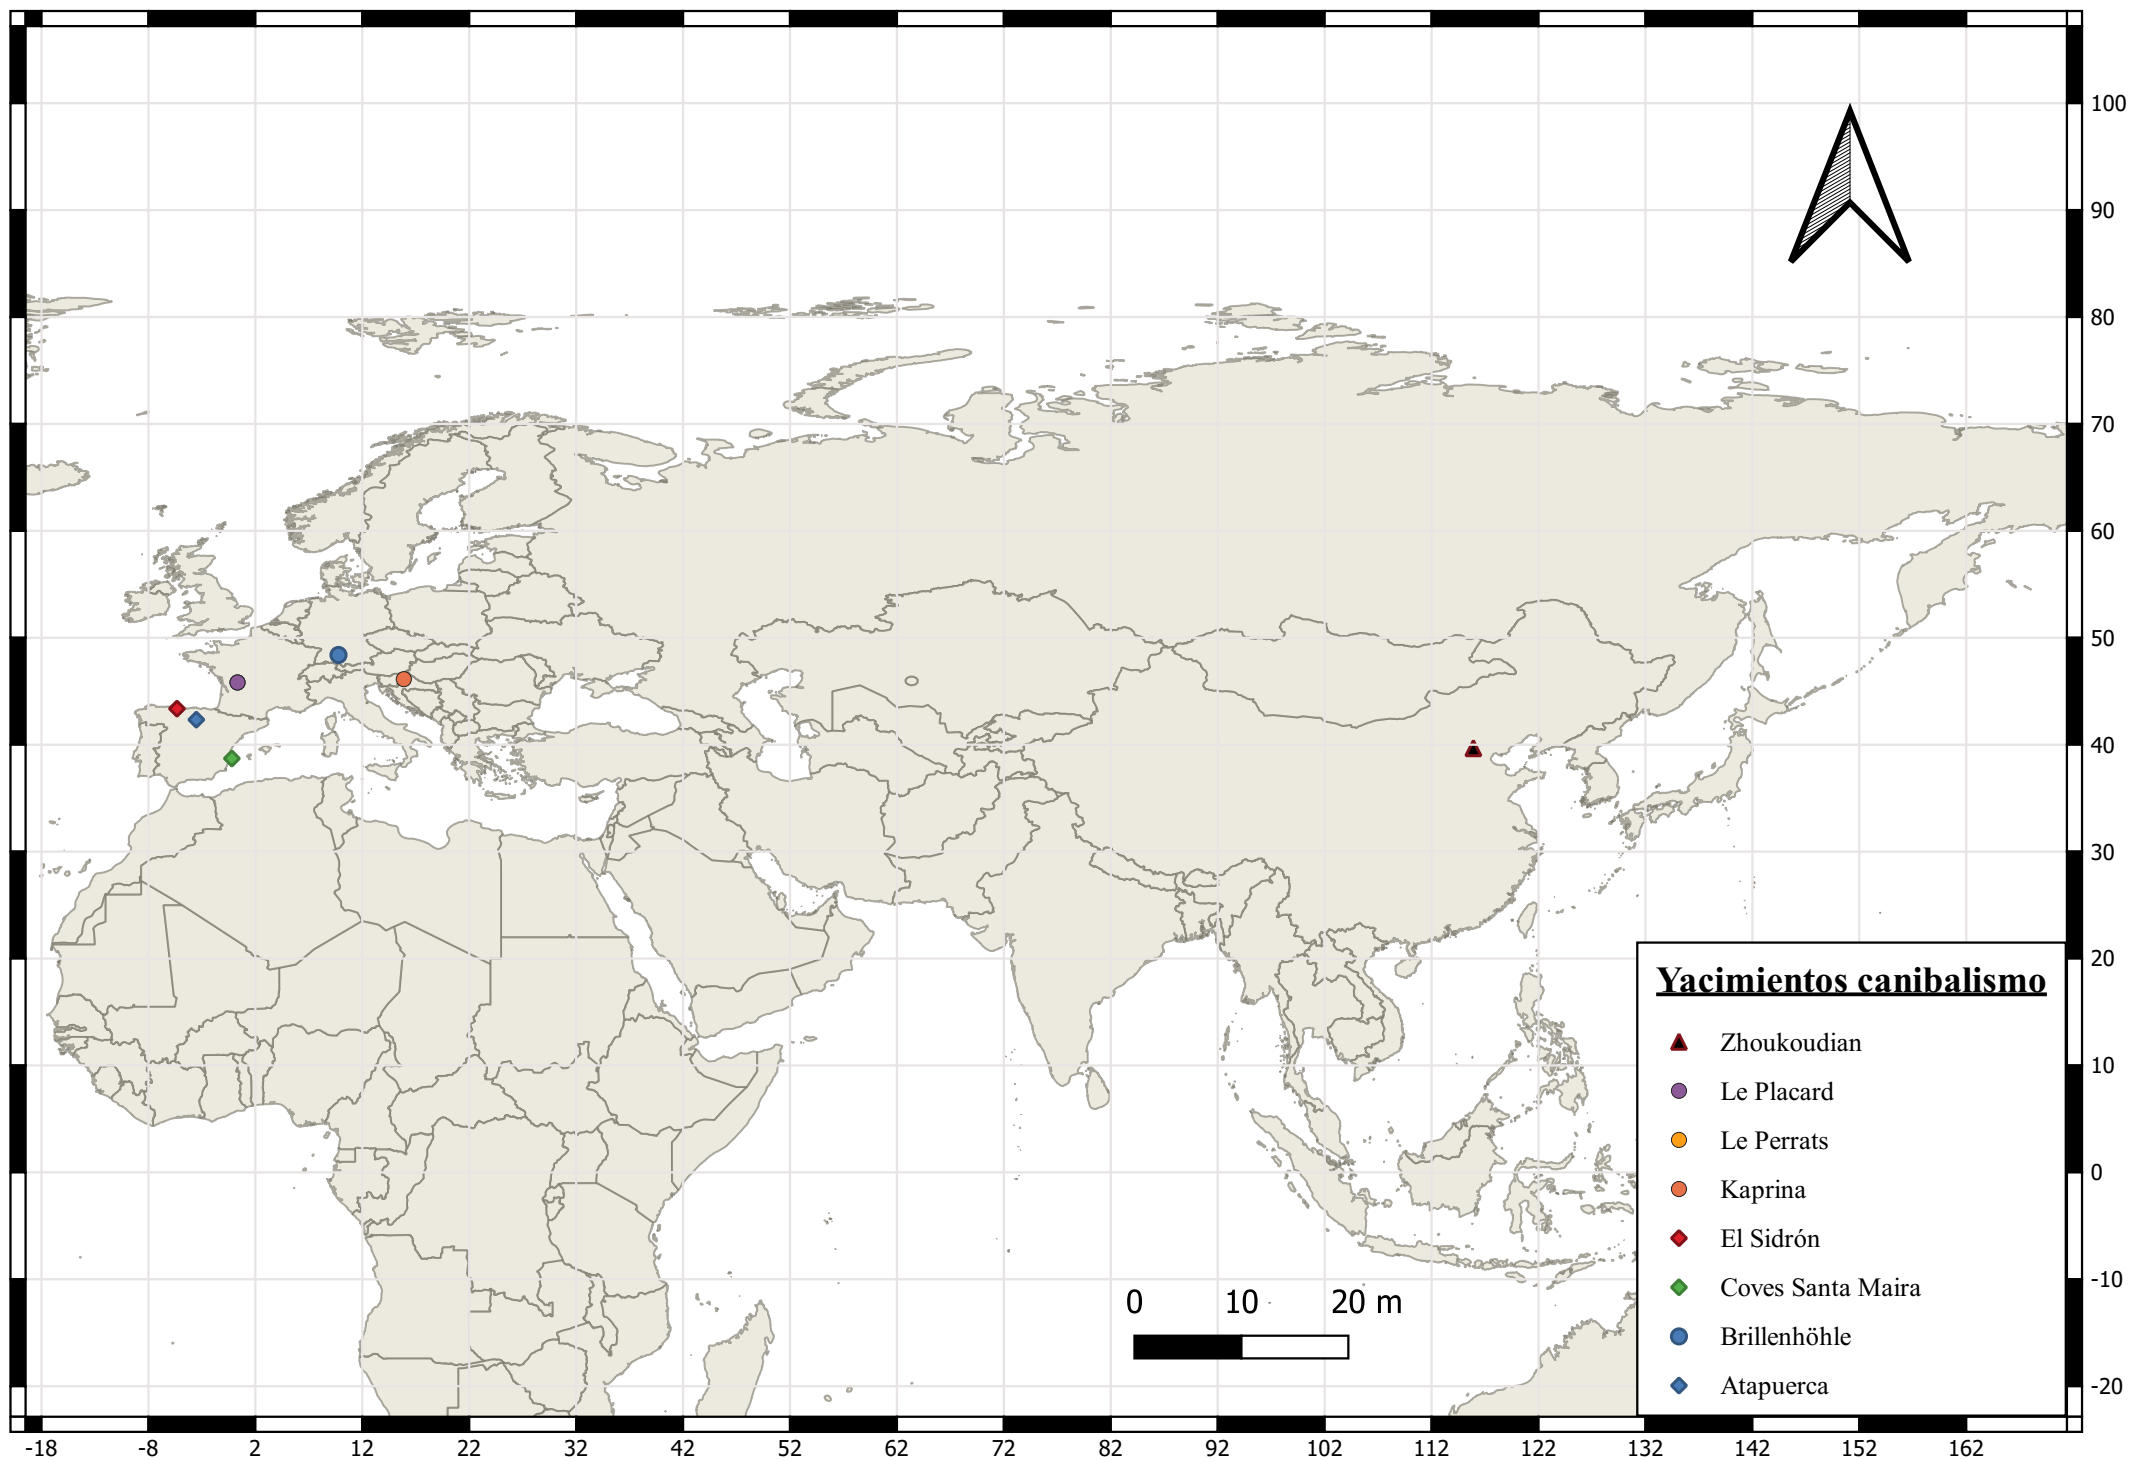 100
90
80
70
60
50
40
30
20
10
0
-10
-20
Yacimientos canibalismo
Zhoukoudian
Le Placard
Le Perrats
Kaprina
El Sidrón
Coves Santa Maira
Brillenhöhle
Atapuerca
0 10 20 m
-18 -8 2 12 22 32 42 52 62 72 82 92 102 112 122 132 142 152 162